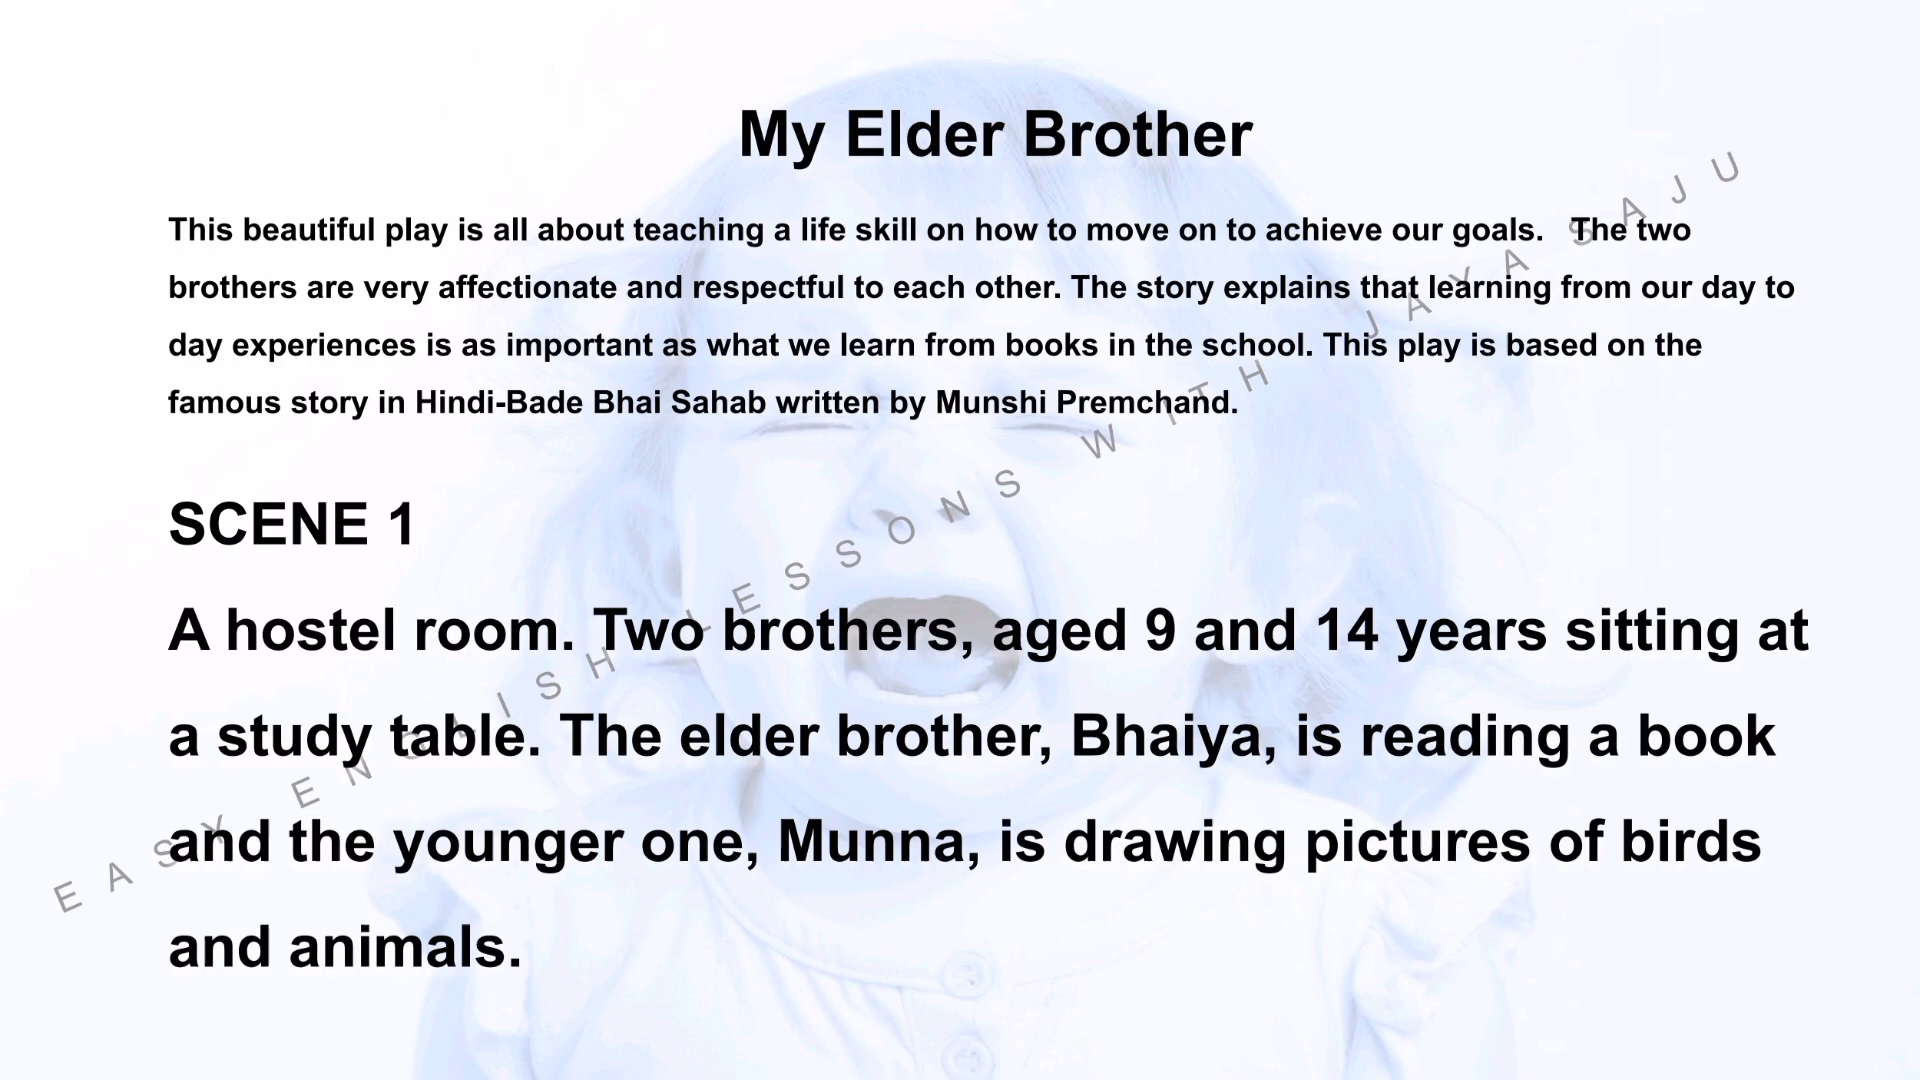 My Elder Brother
This beautiful play is all about teaching a life skill on how to move on to achieve our goals.   The two
brothers are very affectionate and respectful to each other. The story explains that learning from our day to
day experiences is as important as what we learn from books in the school. This play is based on the
famous story in Hindi-Bade Bhai Sahab written by Munshi Premchand.
SCENE 1
A hostel room. Two brothers, aged 9 and 14 years sitting at
a study table. The elder brother, Bhaiya, is reading a book
and the younger one, Munna, is drawing pictures of birds
and animals.
EASY ENGLISH LESSONS WITH JAYA SAJU